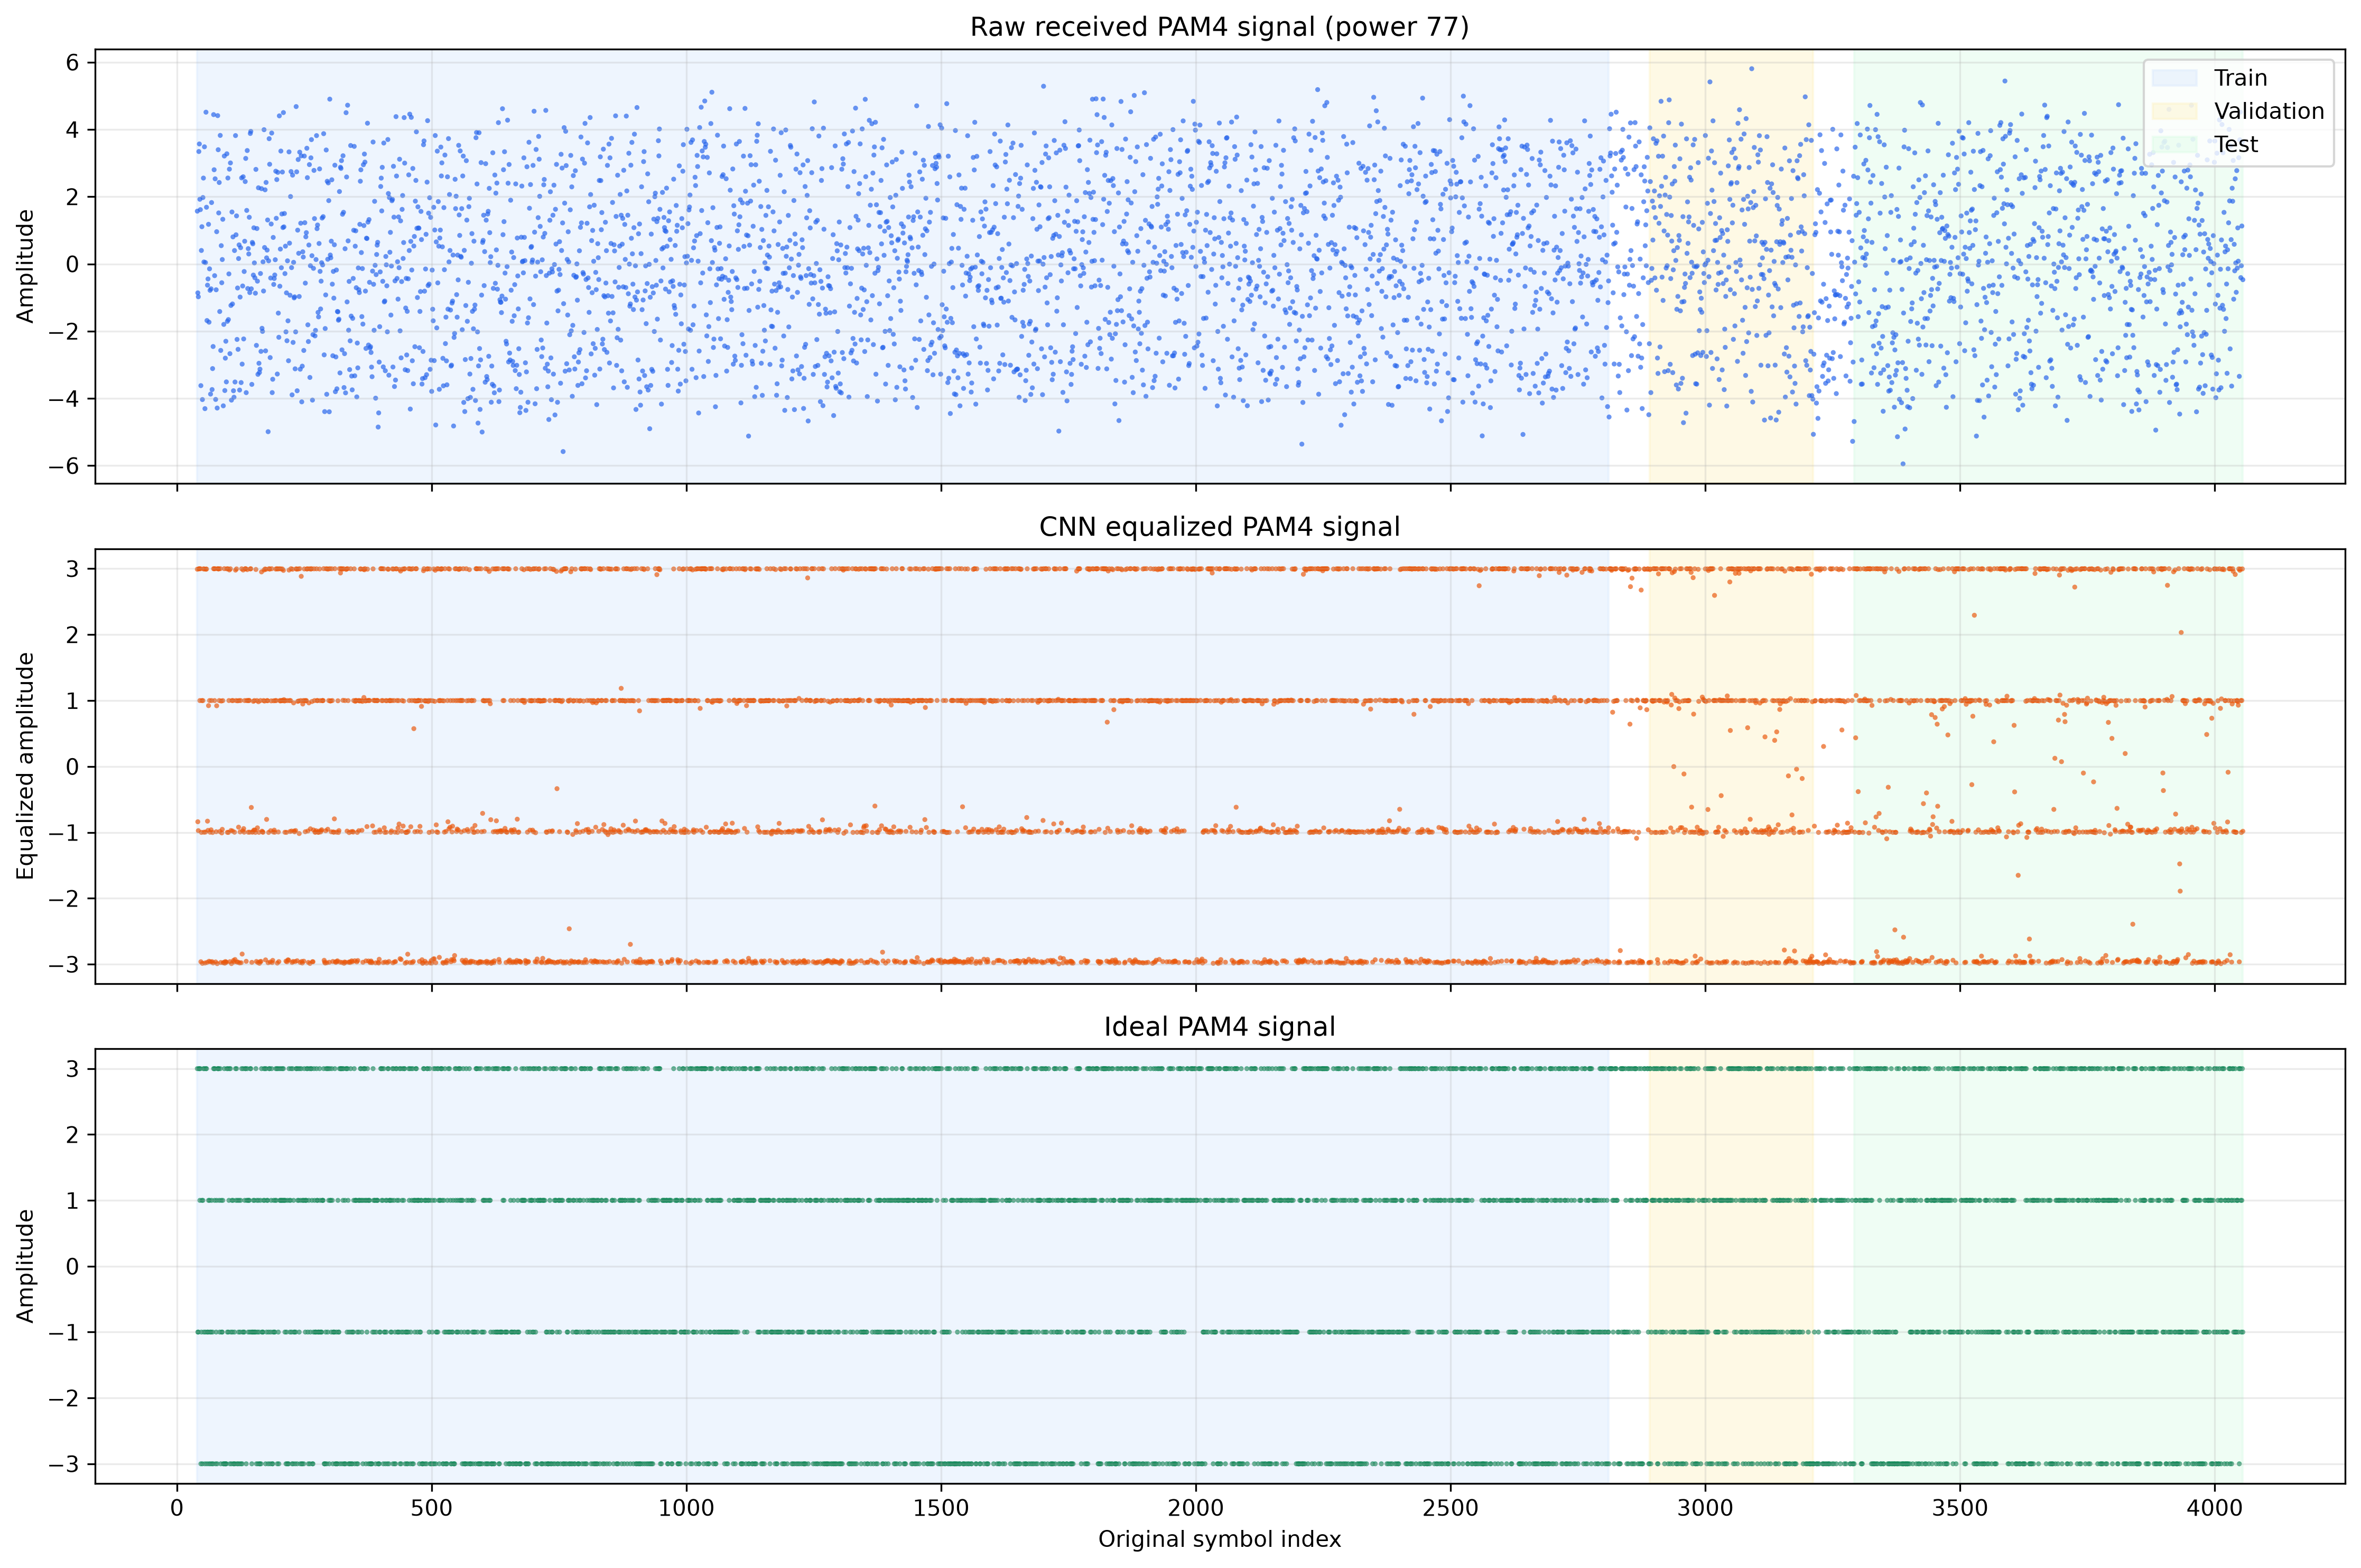 Raw received PAM4 signal (power 77)
Amplitude
6
4
2
0
−2
−4
−6
Train
Validation
Test
CNN equalized PAM4 signal
Equalized amplitude
3
2
1
0
−1
−2
−3
Ideal PAM4 signal
Amplitude
3
2
1
0
−1
−2
−3
0 500 1000 1500 2000 2500 3000 3500 4000
Original symbol index